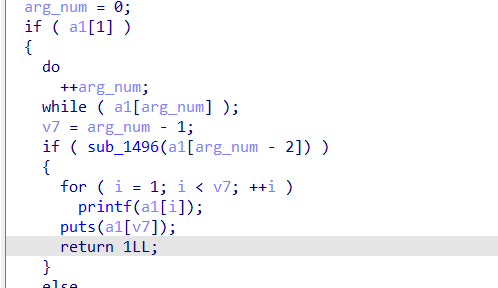 arg_num = 0;
if ( a1[1] )
{
do
++arg_num;
while ( a1[arg_num] );
v7 = arg_num - 1;
if ( sub_1496(a1[arg_num - 2]) )
{
for ( i = 1; i < v7; ++i )
printf(a1[i]);
puts(a1[v7]);
return 1LL;
}
else